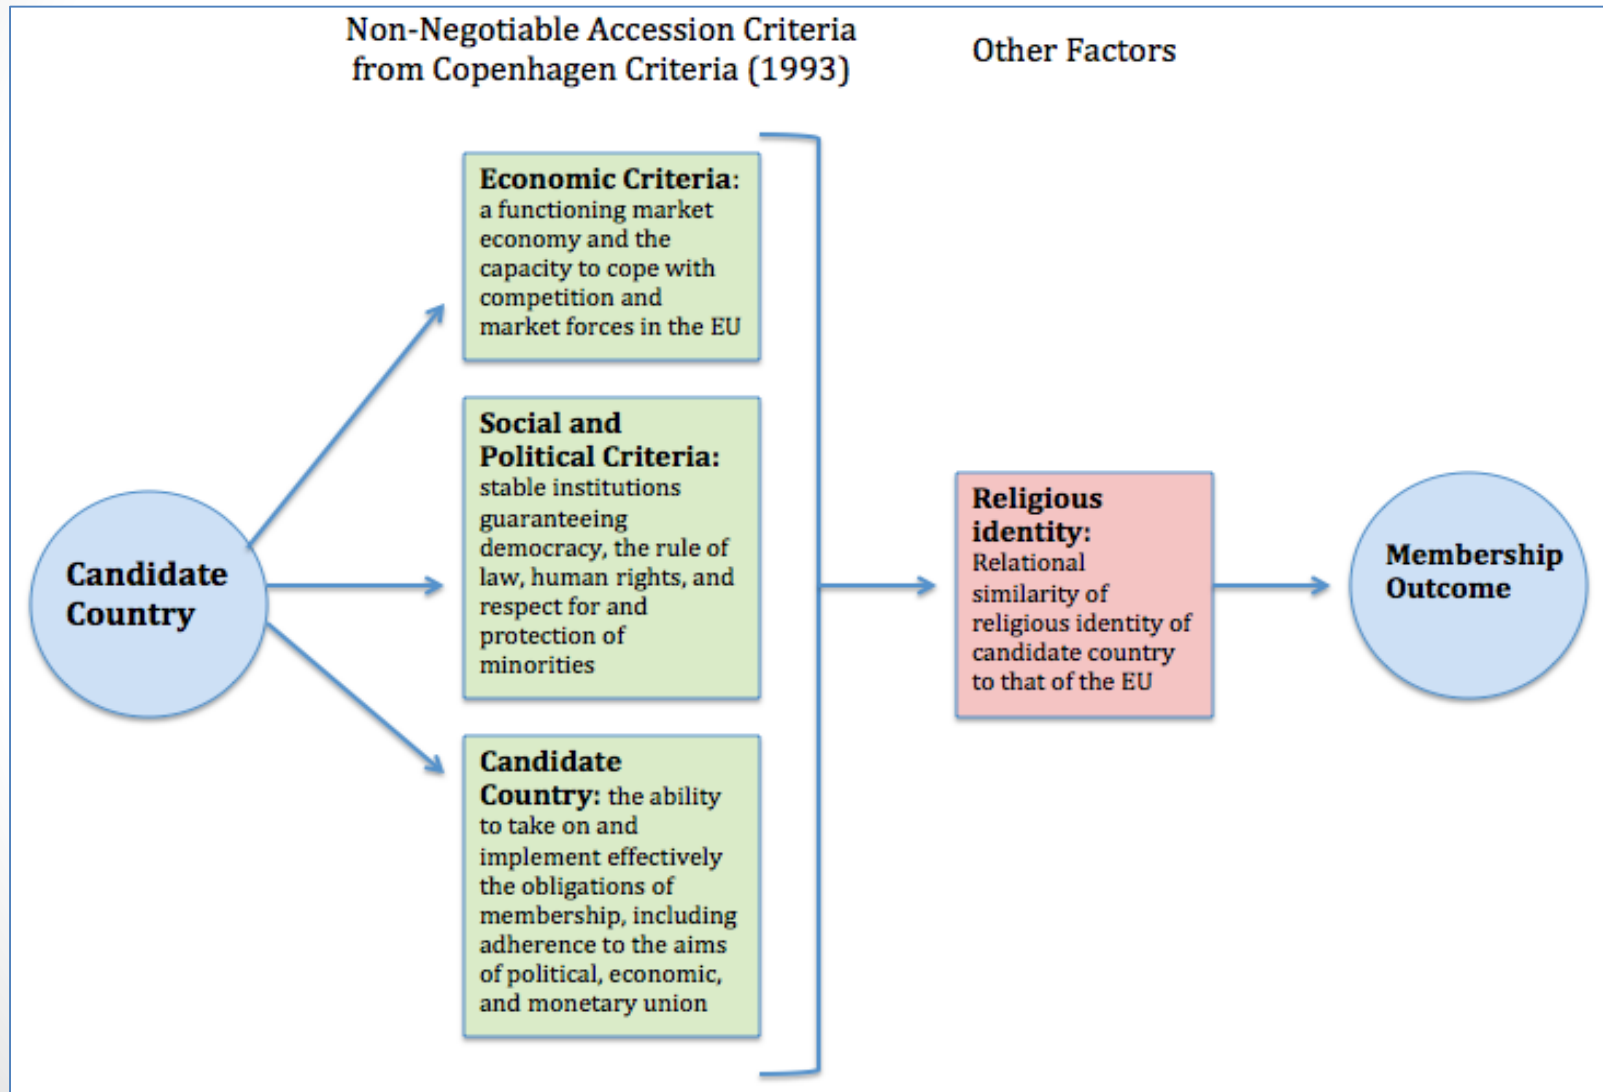 Non-Negotiable Accession Criteria
from Copenhagen Criteria (1993)
Other Factors
Candidate
Country
Economic Criteria:
a functioning market
economy and the
capacity to cope with
competition and
market forces in the EU
Social and
Political Criteria:
stable institutions
guaranteeing
democracy, the rule of
law, human rights, and
respect for and
protection of
minorities
Candidate
Country: the ability
to take on and
implement effectively
the obligations of
membership, including
adherence to the aims
of political, economic,
and monetary union
Religious
identity:
Relational
similarity of
religious identity of
candidate country
to that of the EU
Membership
Outcome